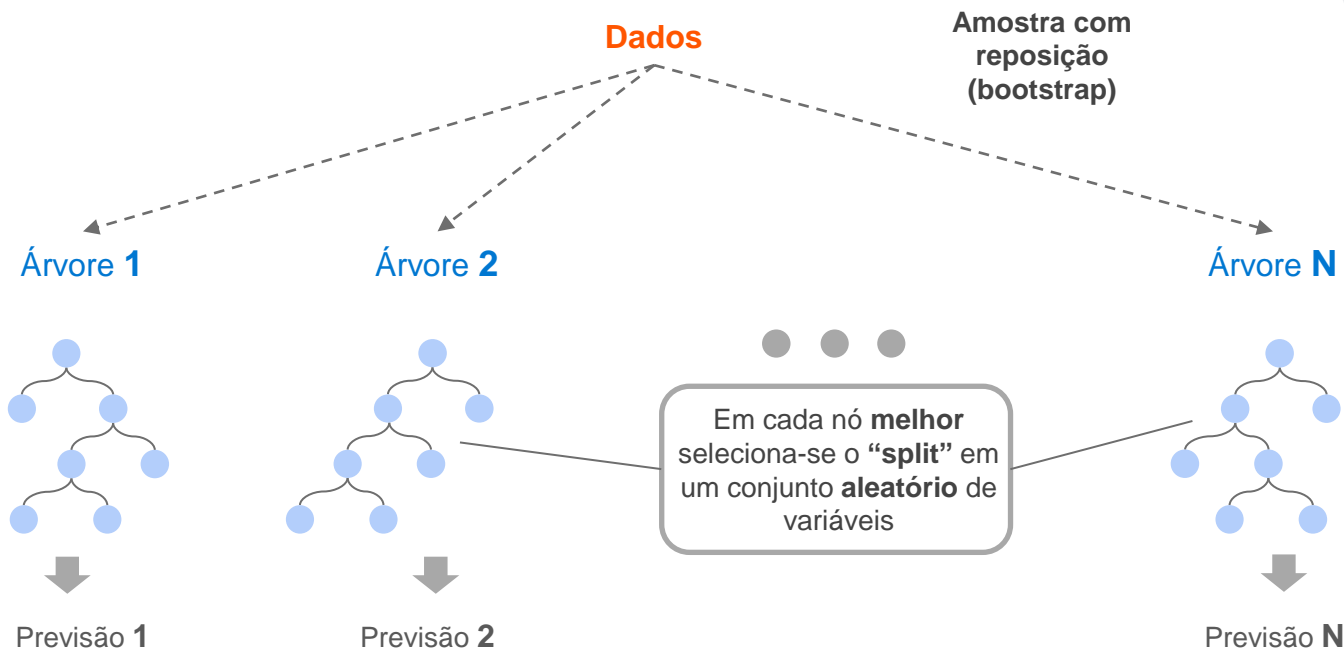 Dados
Amostra com
reposição
(bootstrap)
Árvore 1
Árvore 2
Árvore N
Em cada nó melhor
seleciona-se o “split” em
um conjunto aleatório de
variáveis
Previsão 1
Previsão 2
Previsão N